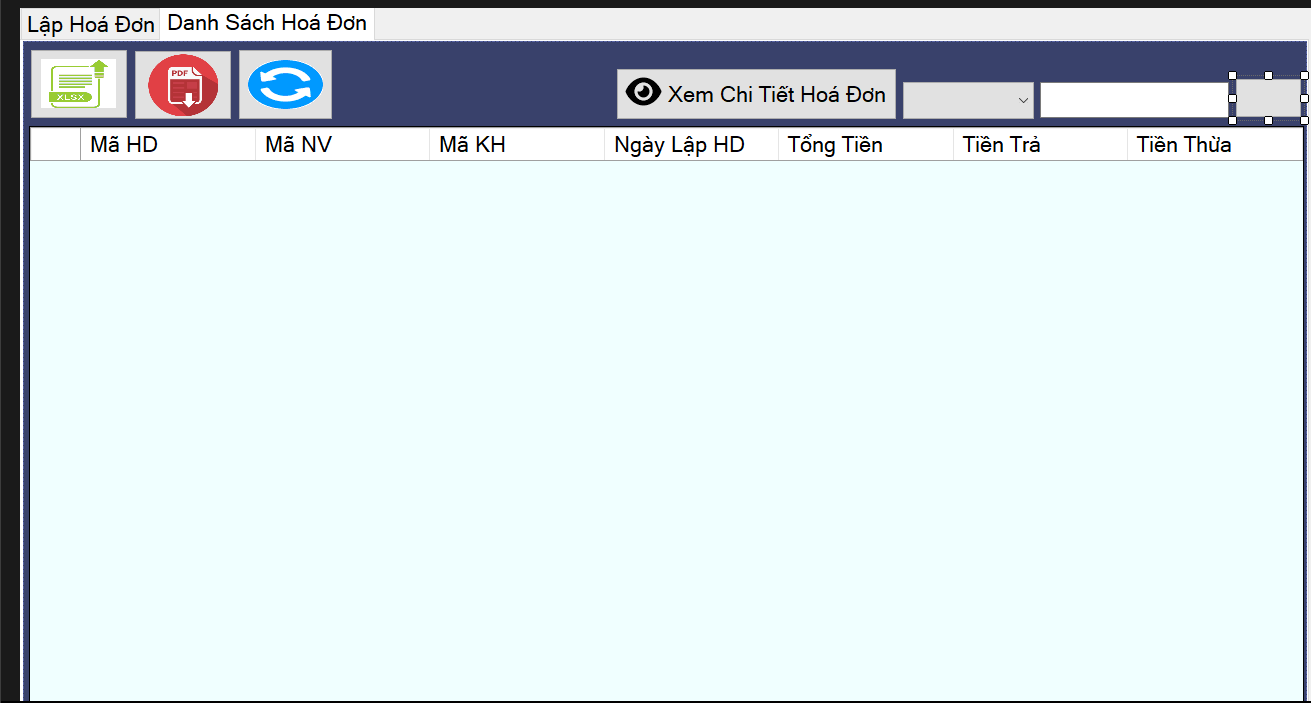 Lập Hoá Đơn
Danh Sách Hoá Đơn
XLSX
PDF
Xem Chi Tiết Hoá Đơn
Mã HD
Mã NV
Mã KH
Ngày Lập HD
Tổng Tiền
Tiền Trả
Tiền Thừa